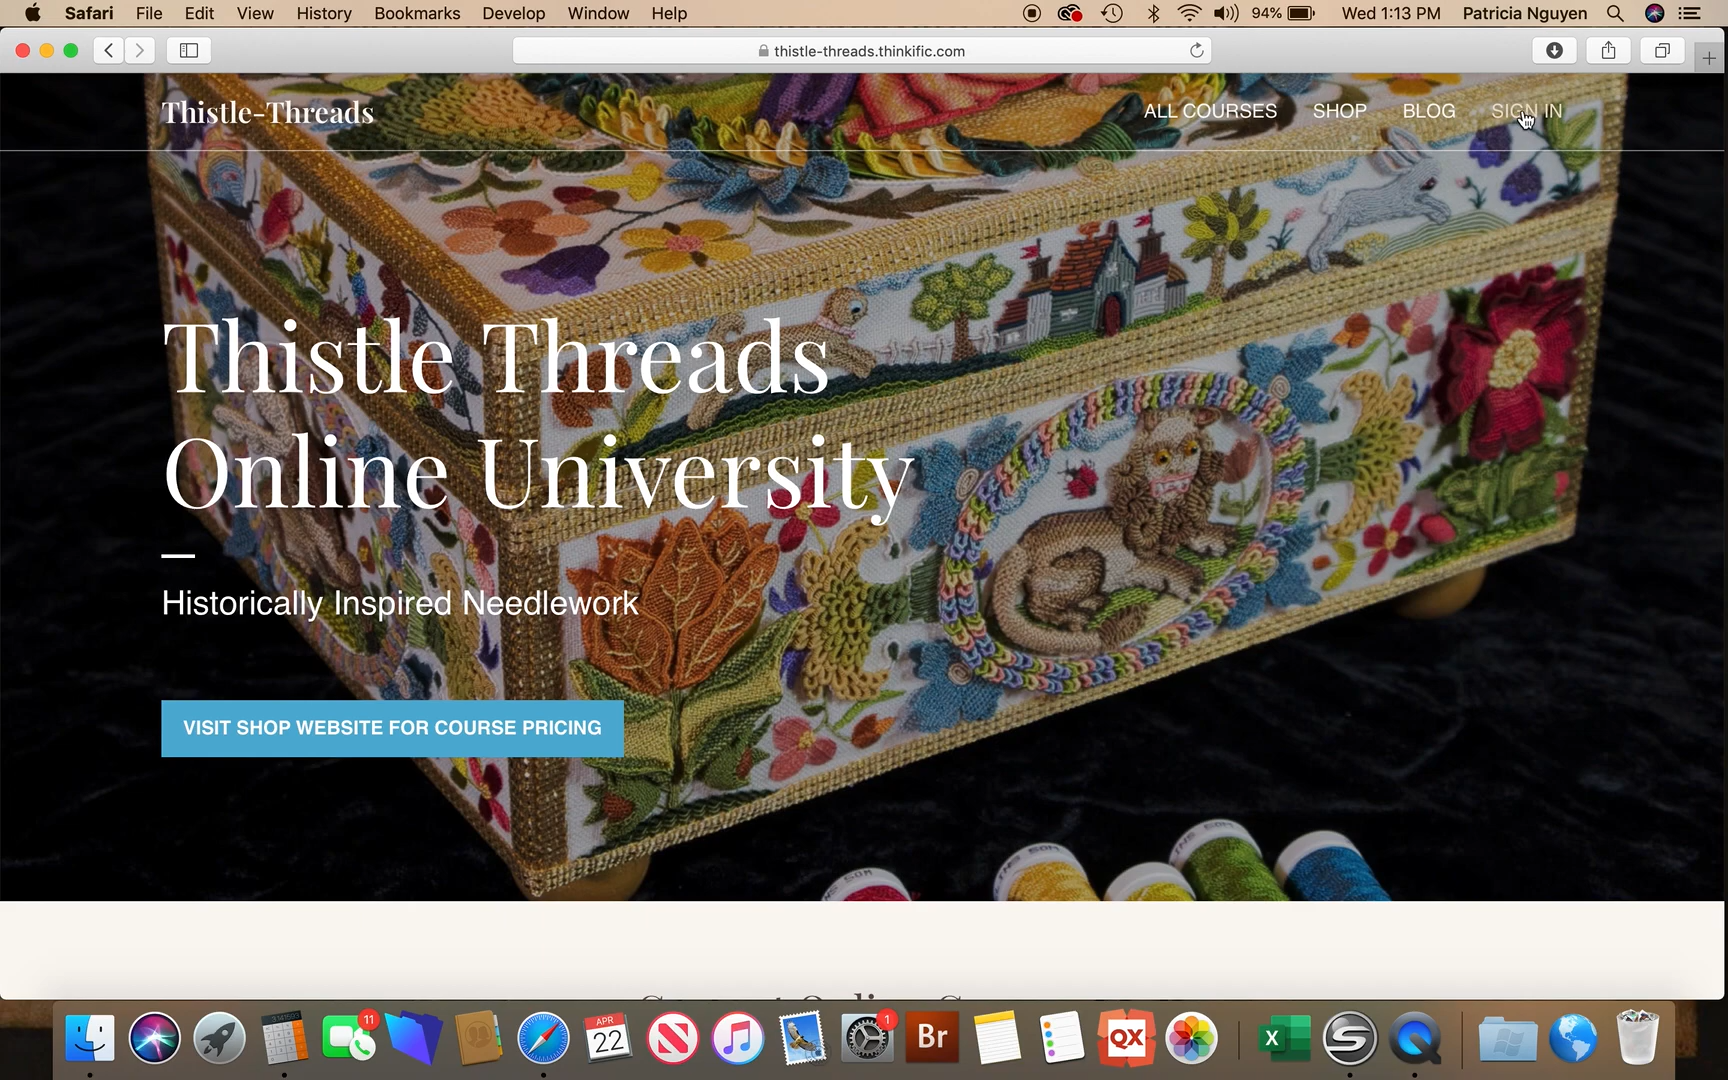 Safari File Edit View History Bookmarks Develop Window Help 94% Wed 1:13 PM Patricia Nguyen
thistle-threads.thinkific.com
Thistle-Threads ALL COURSES SHOP BLOG SIGN IN
Thistle Threads
Online University
Historically Inspired Needlework
VISIT SHOP WEBSITE FOR COURSE PRICING
11
APR
22
1
Br
QX
X